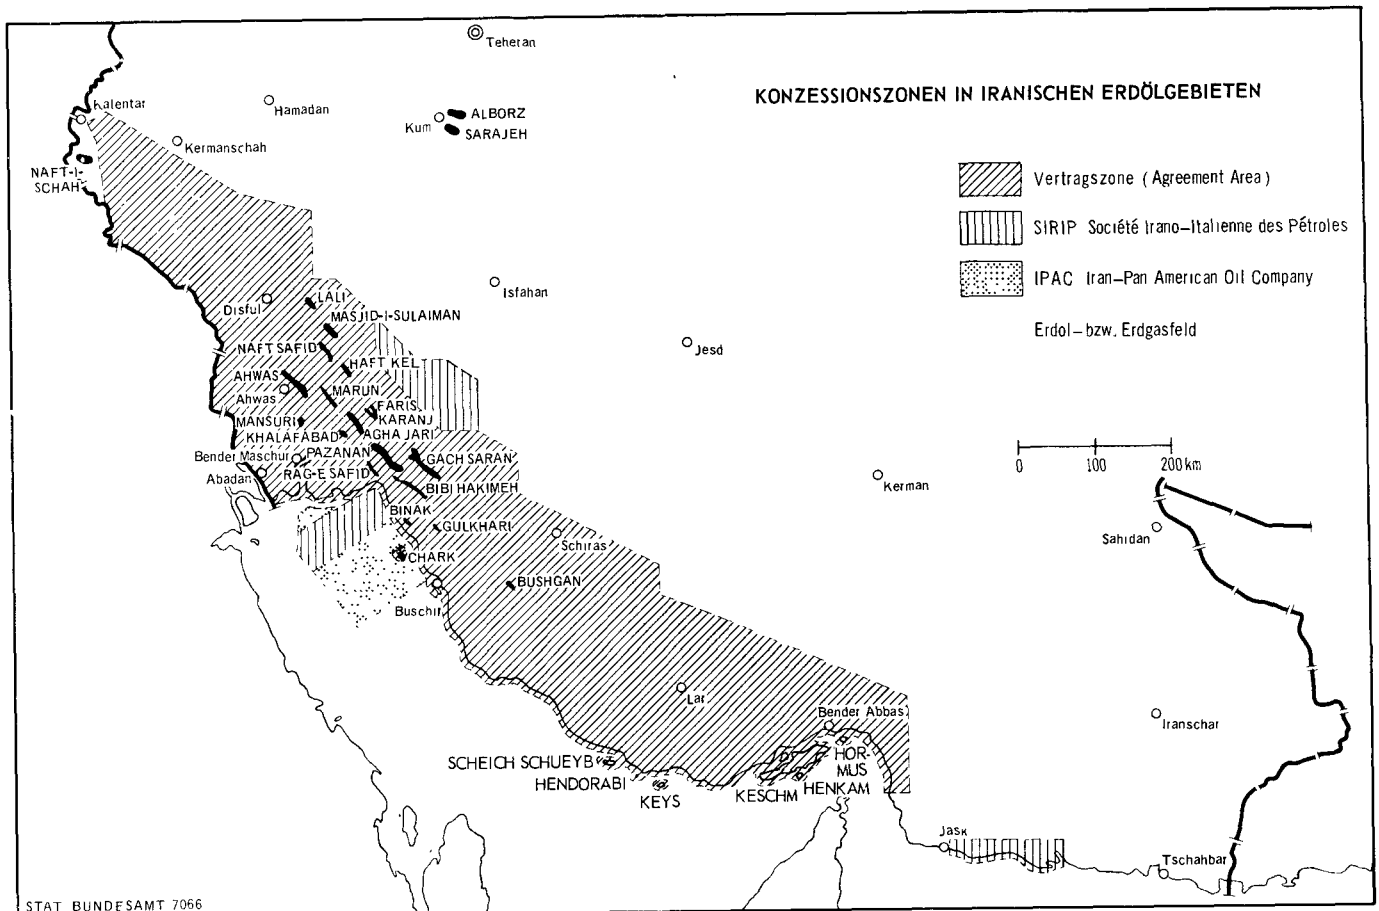 Teheran
KONZESSIONSZONEN IN IRANISCHEN ERDÖLGEBIETEN
Kalentar
Hamadan
Kum
ALBORZ
SARAJEH
Kermanschah
NAFT-I-
SCHAH
Vertragszone (Agreement Area)
SIRIP Société Irano-Italienne des Pétroles
IPAC Iran-Pan American Oil Company
Erdol- bzw. Erdgasfeld
Isfahan
Disful
LALI
MASJID-I-SULAIMAN
NAFT SAFID
HAFT KEL
Jesd
AHWAS
Ahwas
MARUN
FARIS
KARANJ
MANSURI
KHALAFABAD
AGHA JARI
Bender Maschur
PAZANAN
GACH SARAN
Abadan
RAG-E SAFID
BIBI HAKIMEH
0 100 200 km
Kerman
BINAK
GULKHARI
Schiras
Sahidan
CHARK
BUSHGAN
Buschir
Lar
Bender Abbas
Iranschar
SCHEICH SCHUEYB
HENDORABI
KEYS
KESCHM
HOR-
MUS
HENKAM
Jask
Tschahbar
STAT BUNDESAMT 7066